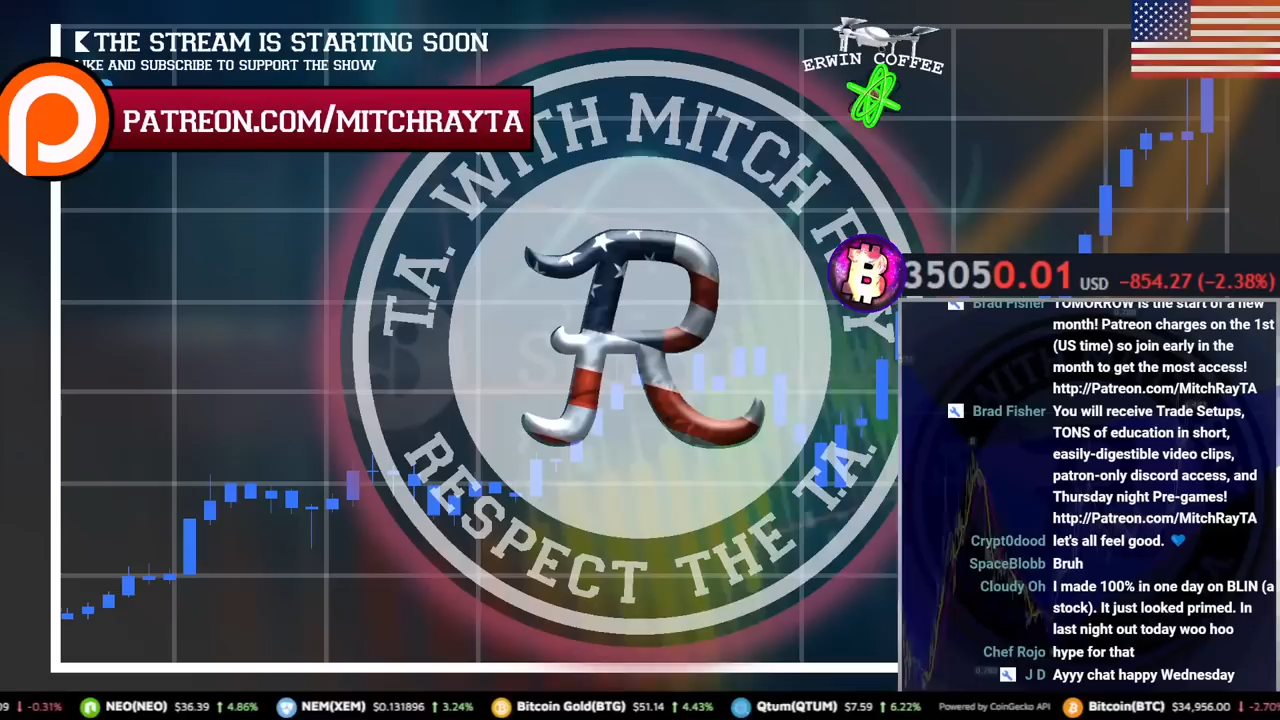 THE STREAM IS STARTING SOON
LIKE AND SUBSCRIBE TO SUPPORT THE SHOW
PATREON.COM/MITCHRAYTA
ERWIN COFFEE
T.A. WITH MITCH RAY
R
RESPECT THE T.A.
B
35050.01 USD -854.27 (-2.38%)
Brad Fisher TOMORROW is the start of a new
month! Patreon charges on the 1st
(US time) so join early in the
month to get the most access!
http://Patreon.com/MitchRayTA
Brad Fisher You will receive Trade Setups,
TONS of education in short,
easily-digestible video clips,
patron-only discord access, and
Thursday night Pre-games!
http://Patreon.com/MitchRayTA
Crypt0dood let's all feel good. 💙
SpaceBlobb Bruh
Cloudy Oh I made 100% in one day on BLIN (a
stock). It just looked primed. In
last night out today woo hoo
Chef Rojo hype for that
J D Ayyy chat happy Wednesday
09 ↓ -0.31% NEO(NEO) $36.39 ↑ 4.86% NEM(XEM) $0.131896 ↑ 3.24% Bitcoin Gold(BTG) $51.14 ↑ 4.43% Qtum(QTUM) $7.59 ↑ 6.22% Powered by CoinGecko API Bitcoin(BTC) $34,956.00 ↓ -2.70